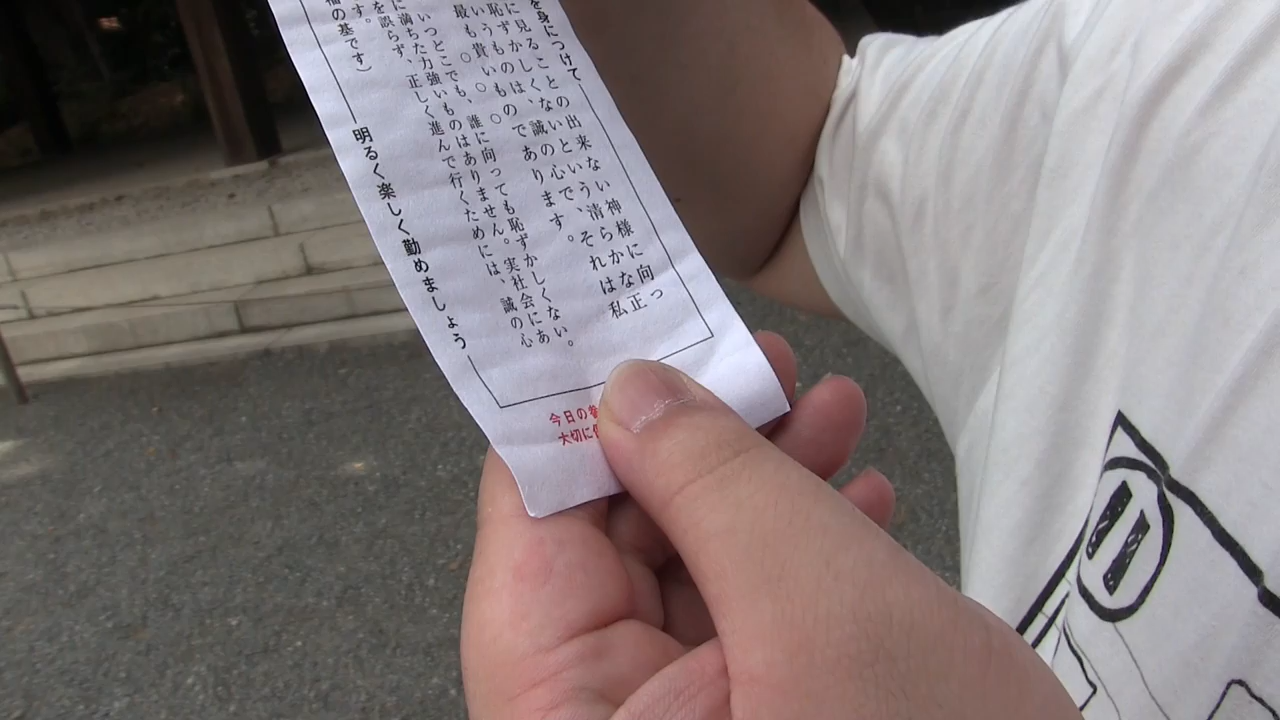 を身につけて
に見ることの出来ない神様に向っ
かしくないという、清らかな正
は、誠の心です。それは私
のであります。
最も貴い
いつどこでも、誰に向っても恥ずかしくない。
に満ちた力強いものはありません。実社会にあ
を誤らず、正しく進んで行くためには、誠の心
す。
の基です）
明るく楽しく勤めましょう
今日の
大切に